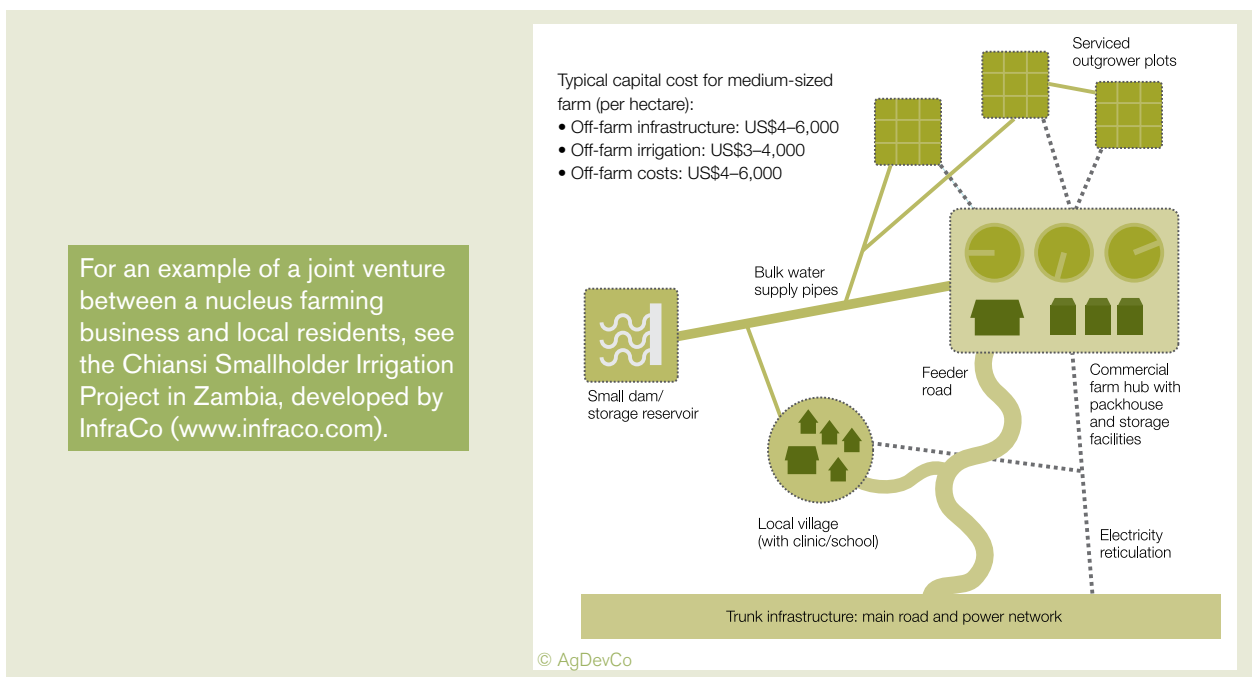 For an example of a joint venture
between a nucleus farming
business and local residents, see
the Chiansi Smallholder Irrigation
Project in Zambia, developed by
InfraCo (www.infraco.com).
Typical capital cost for medium-sized
farm (per hectare):
• Off-farm infrastructure: US$4–6,000
• Off-farm irrigation: US$3–4,000
• Off-farm costs: US$4–6,000
Serviced
outgrower plots
Bulk water
supply pipes
Small dam/
storage reservoir
Feeder
road
Commercial
farm hub with
packhouse
and storage
facilities
Local village
(with clinic/school)
Electricity
reticulation
Trunk infrastructure: main road and power network
© AgDevCo